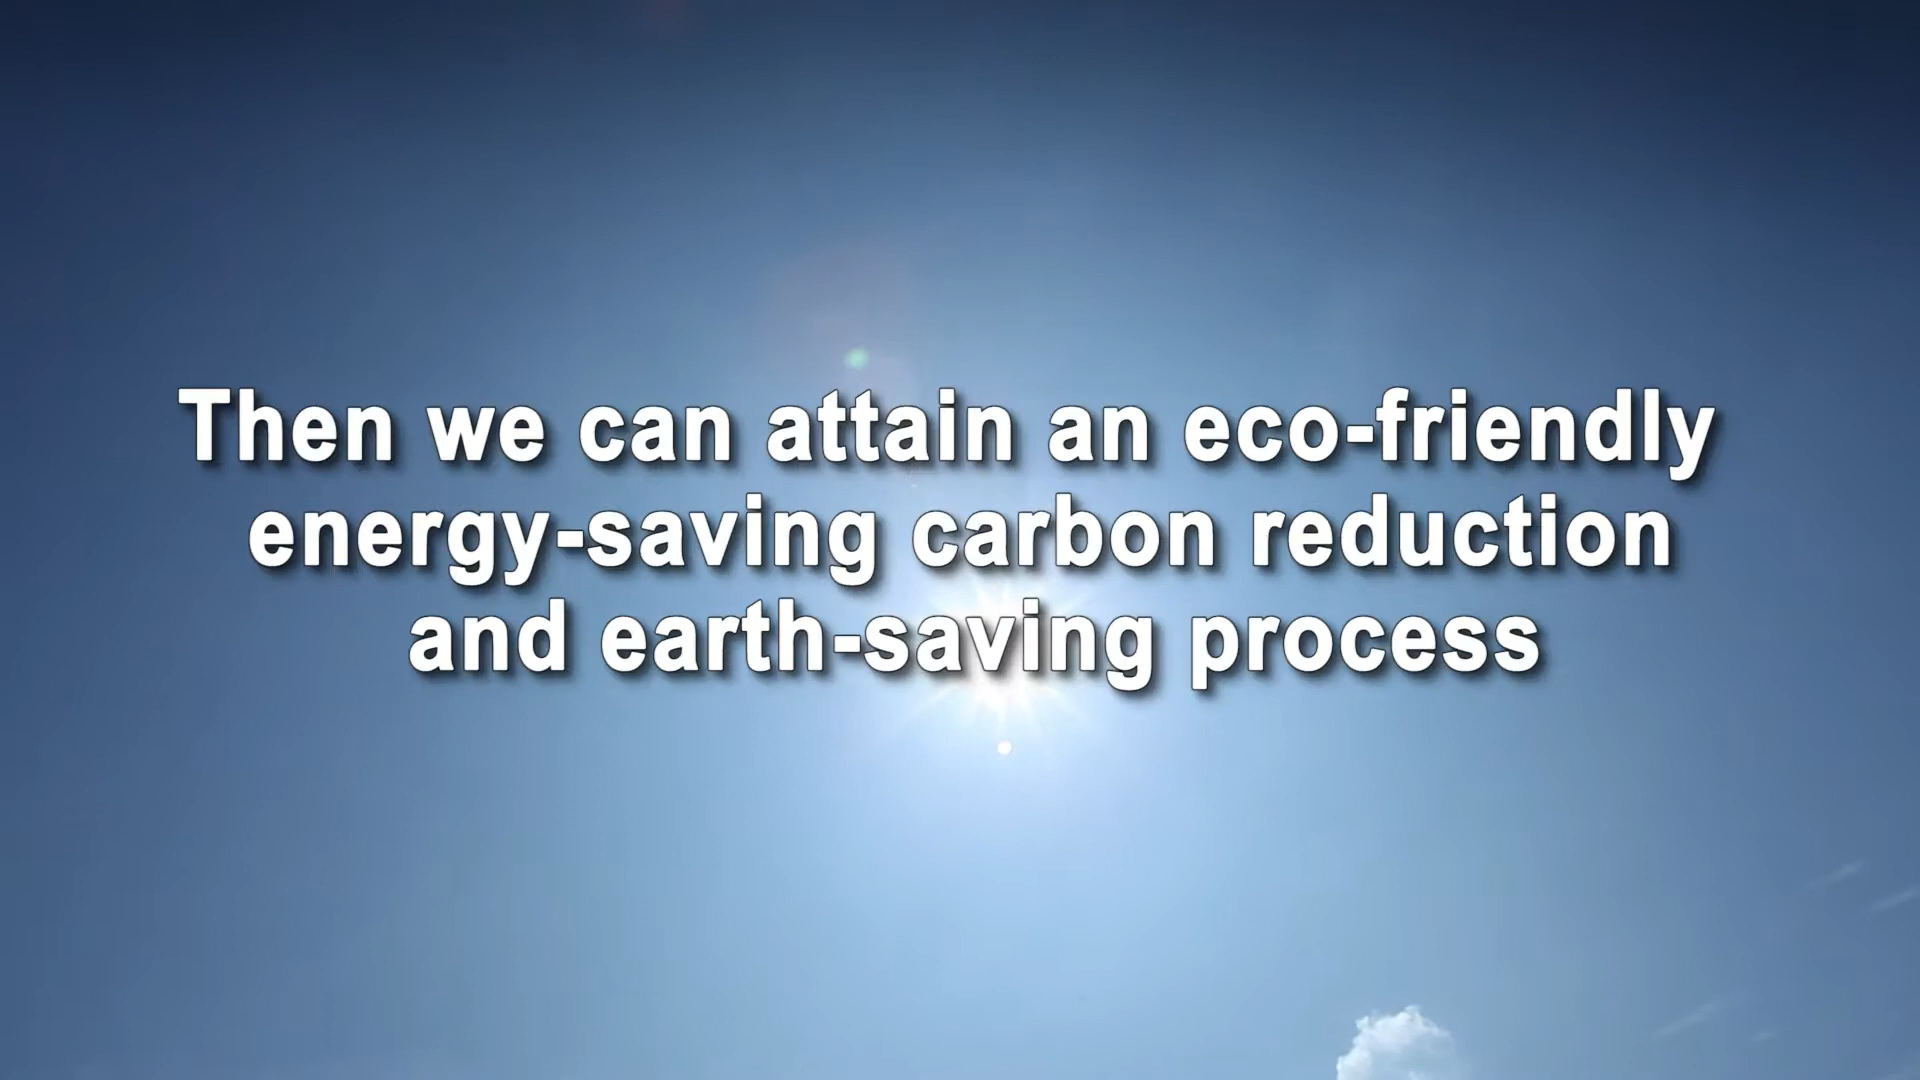 Then we can attain an eco-friendly
energy-saving carbon reduction
and earth-saving process